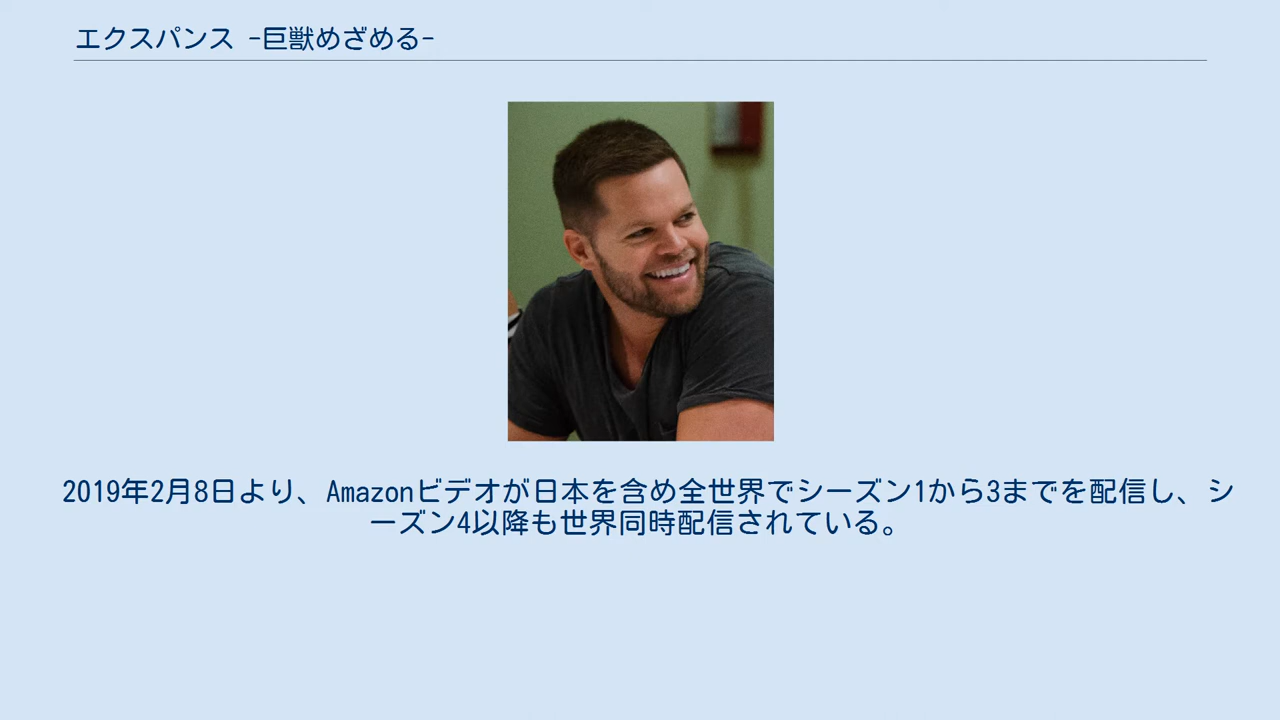 エクスパンス -巨獣めざめる-
2019年2月8日より、Amazonビデオが日本を含め全世界でシーズン1から3までを配信し、シ
ーズン4以降も世界同時配信されている。